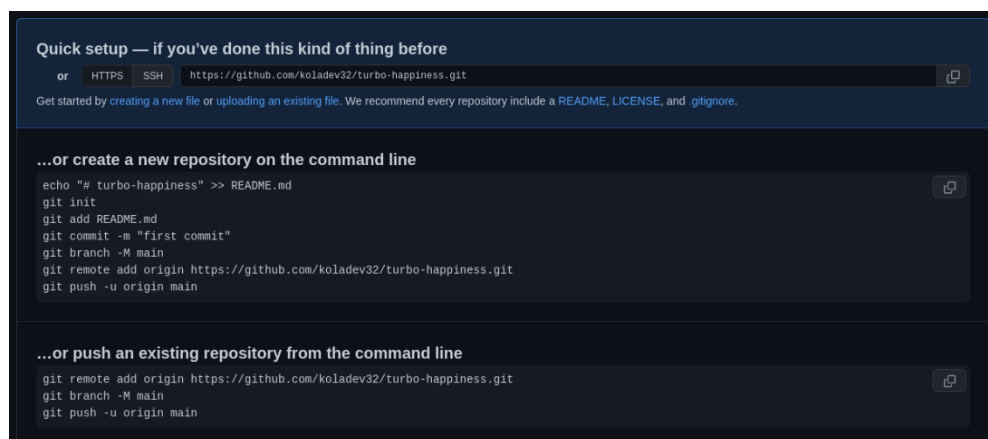 Quick setup — if you’ve done this kind of thing before
or HTTPS SSH https://github.com/koladev32/turbo-happiness.git
Get started by creating a new file or uploading an existing file. We recommend every repository include a README, LICENSE, and .gitignore.
…or create a new repository on the command line
echo "# turbo-happiness" >> README.md
git init
git add README.md
git commit -m "first commit"
git branch -M main
git remote add origin https://github.com/koladev32/turbo-happiness.git
git push -u origin main
…or push an existing repository from the command line
git remote add origin https://github.com/koladev32/turbo-happiness.git
git branch -M main
git push -u origin main